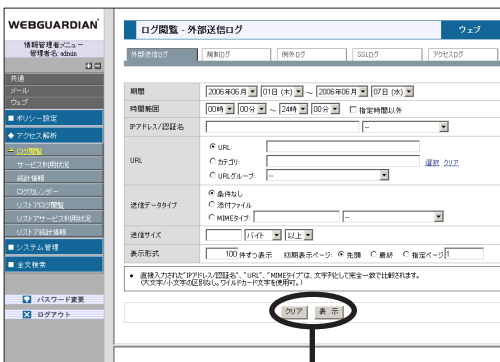 WEBGUARDIAN
情報管理者メニュー
管理者名: admin
共通
メール
ウェブ
■ ポリシー設定
◆ アクセス解析
ログ閲覧
サービス利用状況
統計情報
ログカレンダー
リストアログ閲覧
リストアサービス利用状況
リストア統計情報
■ システム管理
■ 全文検索
パスワード変更
ログアウト
ログ閲覧 - 外部送信ログ ウェブ
外部送信ログ 規制ログ 例外ログ SSLログ アクセスログ
期間 2006年06月 01日 (木) ~ 2006年06月 07日 (水)
時間範囲 00時 00分 ~ 24時 00分 指定時間以外
IPアドレス/認証名 --
URL URL:
カテゴリ: 選択 クリア
URLグループ: --
送信データタイプ 条件なし
添付ファイル
MIMEタイプ: --
送信サイズ バイト 以上
表示形式 100 件ずつ表示 初期表示ページ: 先頭 最終 指定ページ 1
• 直接入力された"IPアドレス/認証名"、"URL"、"MIMEタイプ"は、文字列として完全一致で比較されます。
(大文字/小文字の区別なし。ワイルドカード文字を使用可。)
クリア 表 示